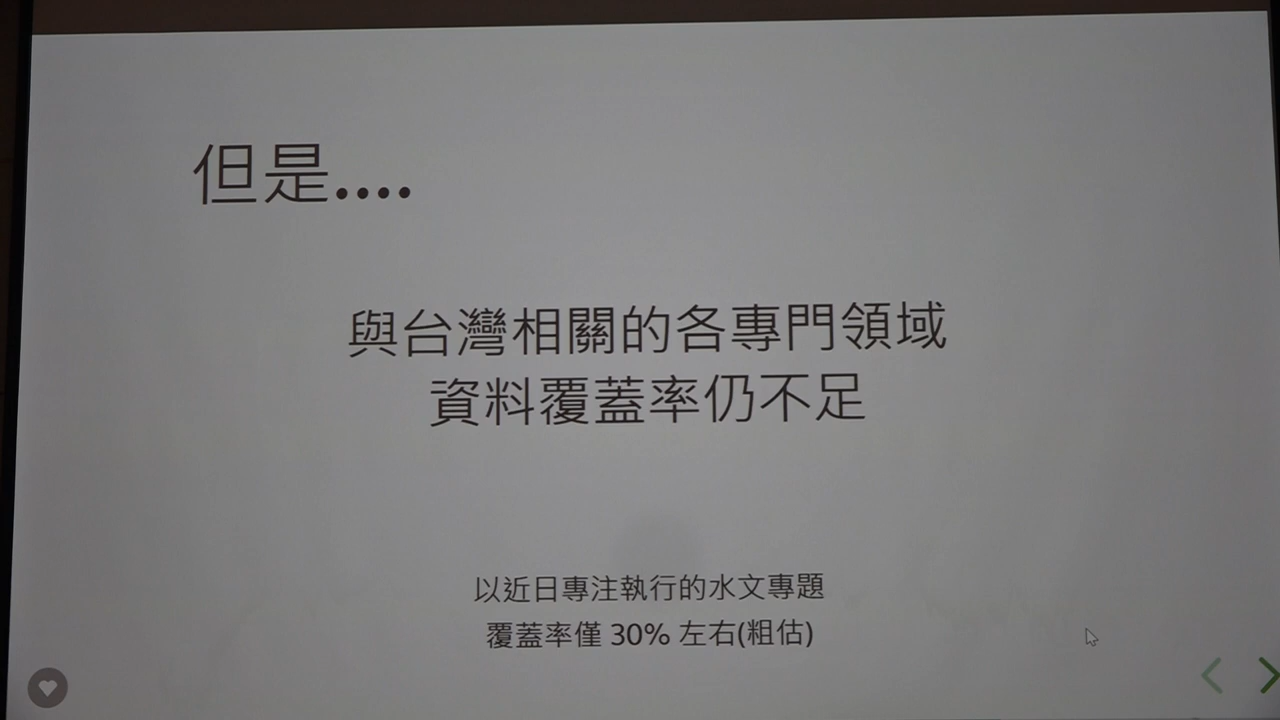 但是....
與台灣相關的各專門領域
資料覆蓋率仍不足
以近日專注執行的水文專題
覆蓋率僅 30% 左右(粗估)